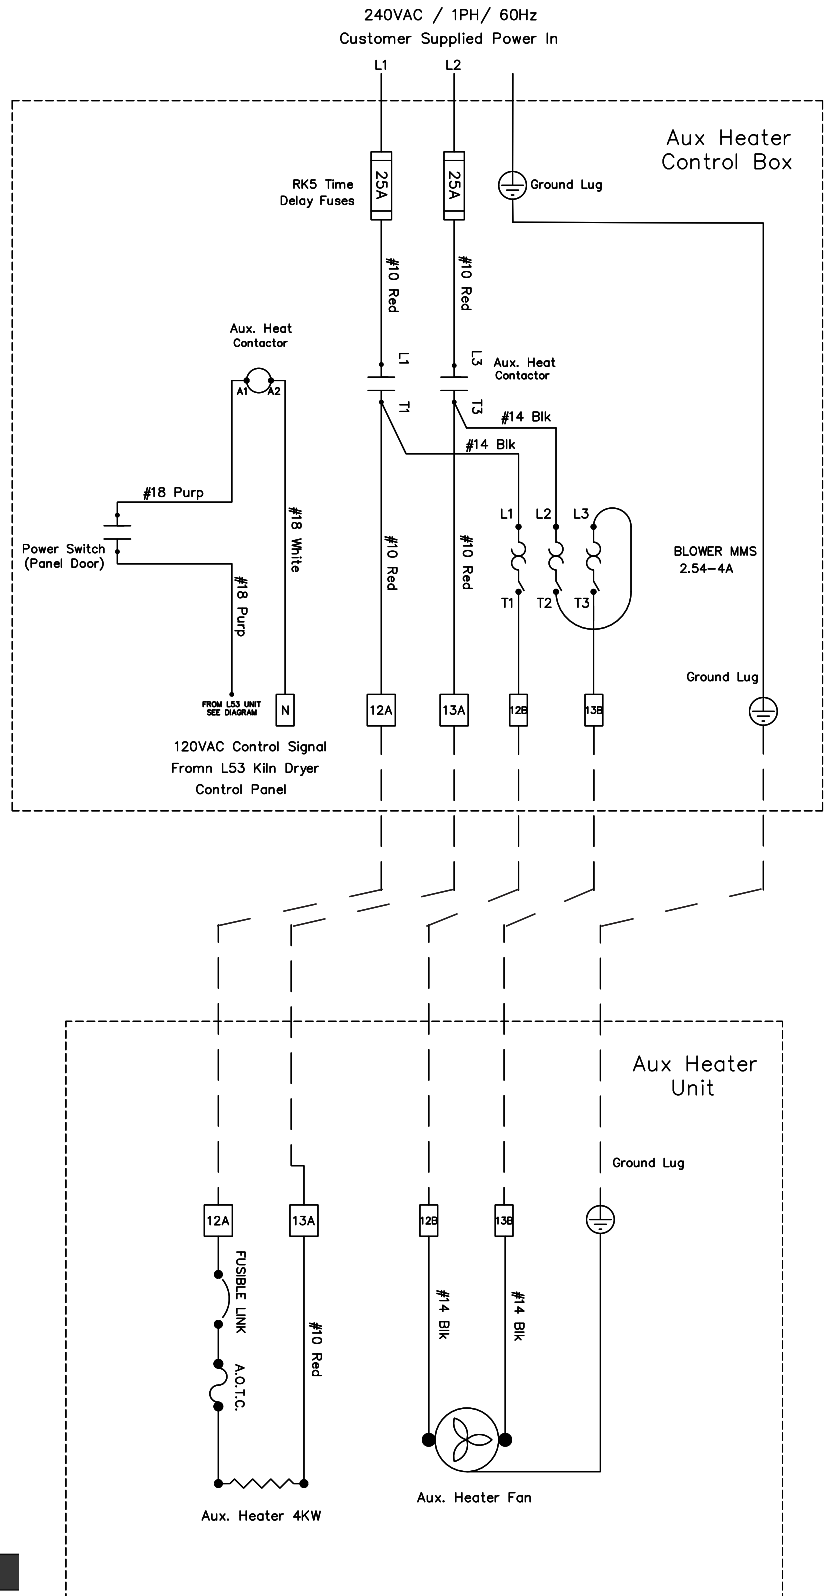 240VAC / 1PH/ 60Hz
Customer Supplied Power In
L1
L2
Aux Heater
Control Box
RK5 Time
Delay Fuses
25A
25A
Ground Lug
#10 Red
#10 Red
Aux. Heat
Contactor
L1
L3
Aux. Heat
Contactor
A1
A2
T1
T3
#14 Blk
#14 Blk
#18 Purp
#18 White
Power Switch
(Panel Door)
#18 Purp
#10 Red
#10 Red
L1
L2
L3
T1
T2
T3
BLOWER MMS
2.54-4A
Ground Lug
FROM L53 UNIT
SEE DIAGRAM
N
12A
13A
12B
13B
120VAC Control Signal
Fromn L53 Kiln Dryer
Control Panel
Aux Heater
Unit
Ground Lug
12A
13A
12B
13B
FUSIBLE LINK
#10 Red
#14 Blk
#14 Blk
A.O.T.C.
Aux. Heater 4KW
Aux. Heater Fan